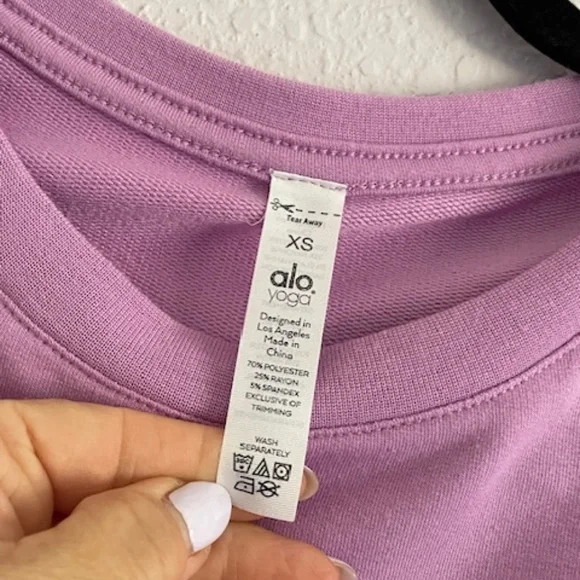 Tear Away
XS
alo
yoga
Designed in
Los Angeles
Made in
China
70% POLYESTER
25% RAYON
5% SPANDEX
EXCLUSIVE OF
TRIMMING
WASH
SEPARATELY
30C